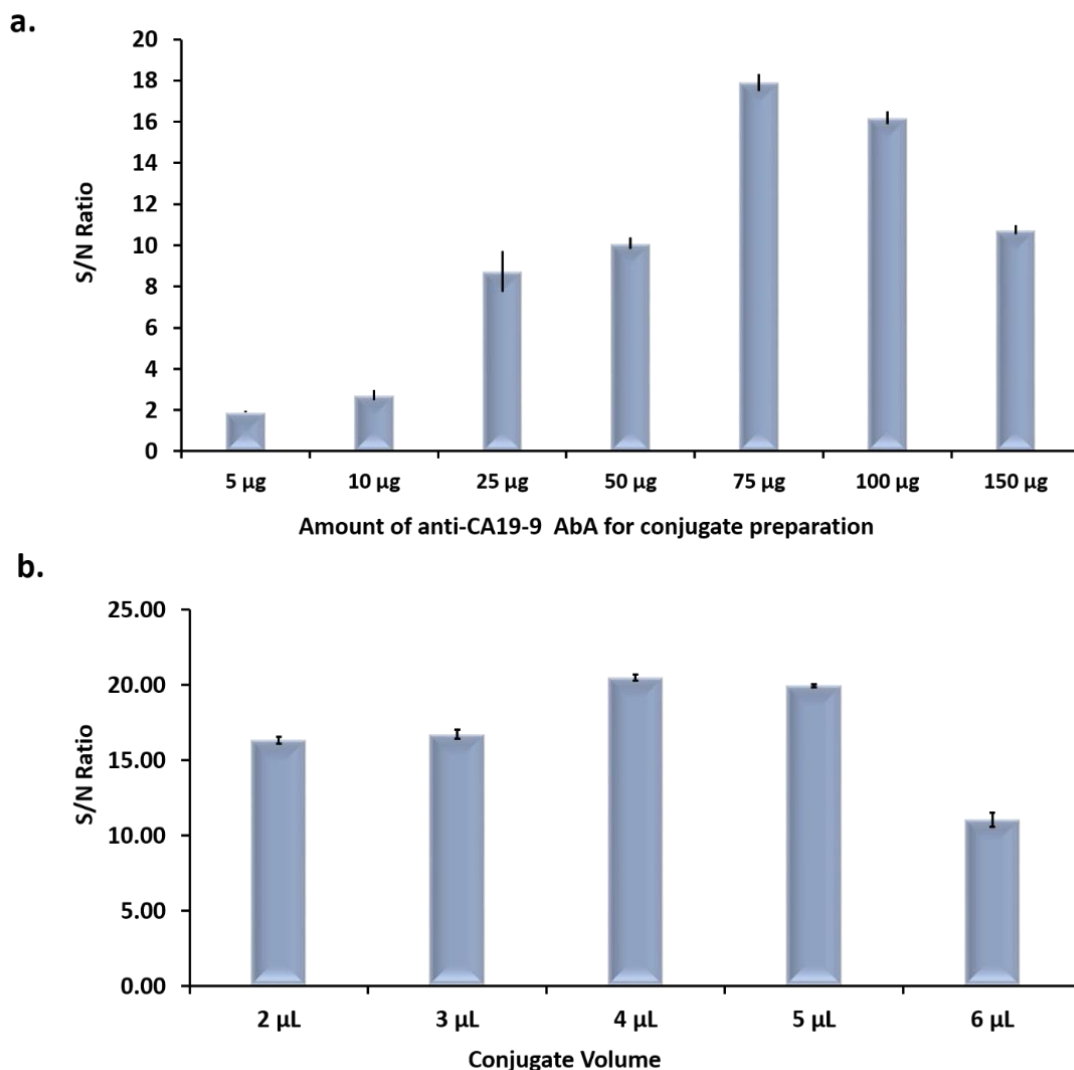 a.
20
18
16
14
12
10
8
6
4
2
0
S/N Ratio
5 µg 10 µg 25 µg 50 µg 75 µg 100 µg 150 µg
Amount of anti-CA19-9 AbA for conjugate preparation
b.
25.00
20.00
15.00
10.00
5.00
0.00
S/N Ratio
2 µL 3 µL 4 µL 5 µL 6 µL
Conjugate Volume